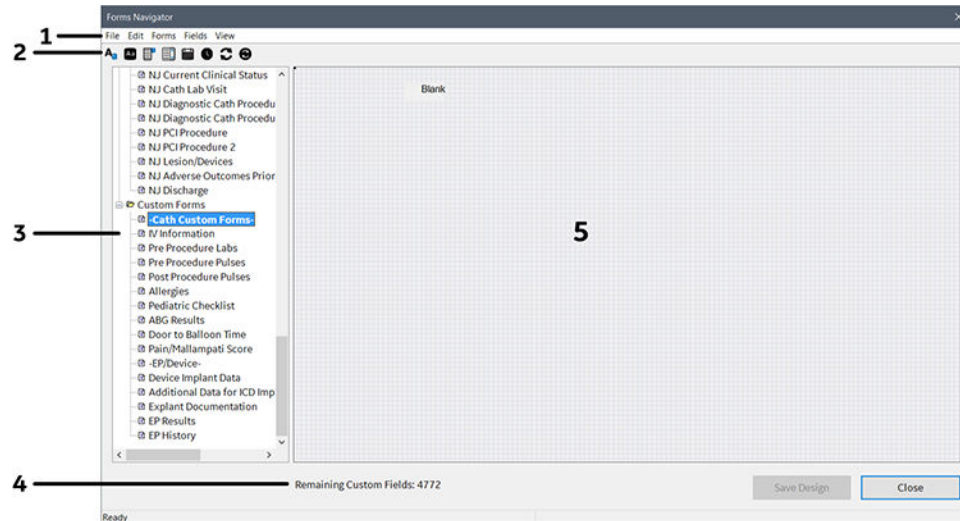 Forms Navigator
1
File Edit Forms Fields View
2
NJ Current Clinical Status
NJ Cath Lab Visit
NJ Diagnostic Cath Procedu
NJ Diagnostic Cath Procedu
NJ PCI Procedure
NJ PCI Procedure 2
NJ Lesion/Devices
NJ Adverse Outcomes Prior
NJ Discharge
Custom Forms
-Cath Custom Forms-
3
IV Information
Pre Procedure Labs
Pre Procedure Pulses
Post Procedure Pulses
Allergies
Pediatric Checklist
ABG Results
Door to Balloon Time
Pain/Mallampati Score
-EP/Device-
Device Implant Data
Additional Data for ICD Imp
Explant Documentation
EP Results
EP History
Blank
5
4
Remaining Custom Fields: 4772
Save Design
Close
Ready